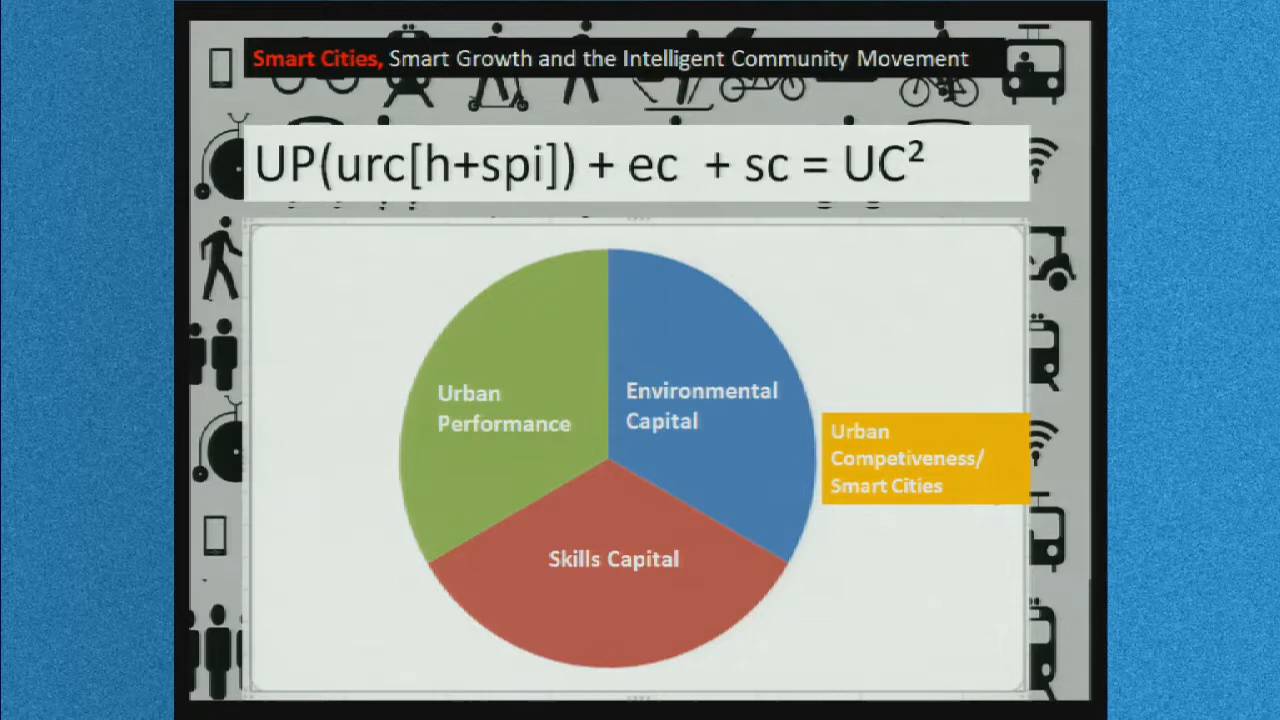 Smart Cities, Smart Growth and the Intelligent Community Movement
UP(urc[h+spi]) + ec + sc = UC²
Urban
Performance
Environmental
Capital
Skills Capital
Urban
Competiveness/
Smart Cities